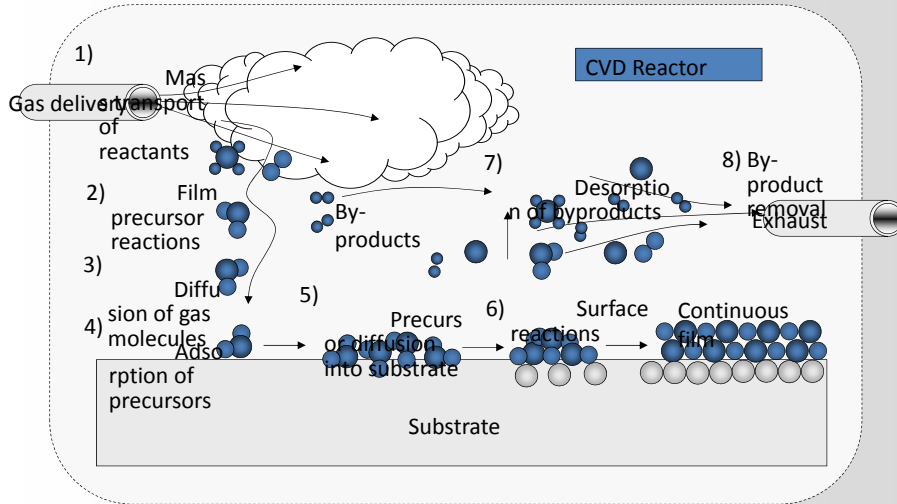 1)
Mas
s transport
of
reactants
Gas delivery
CVD Reactor
2)
Film
precursor
reactions
By-
products
7)
Desorptio
n of byproducts
8) By-
product
removal
Exhaust
3)
Diffu
sion of gas
molecules
4)
Adso
rption of
precursors
5)
Precurs
or diffusion
into substrate
6)
Surface
reactions
Continuous
film
Substrate